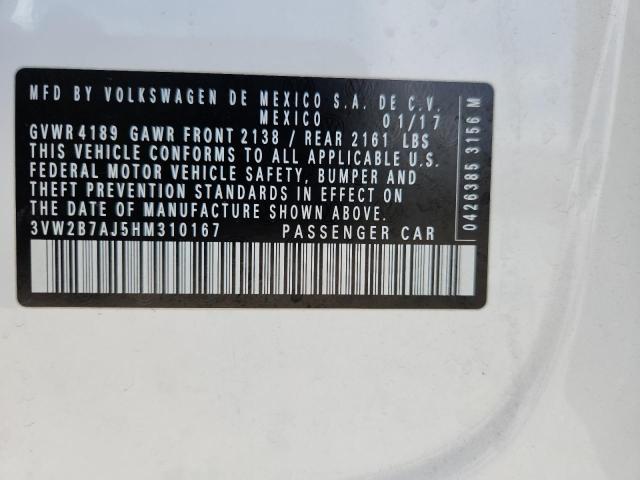 MFD BY VOLKSWAGEN DE MEXICO S.A. DE C.V.
MEXICO 01/17
GVWR 4189 GAWR FRONT 2138 / REAR 2161 LBS
THIS VEHICLE CONFORMS TO ALL APPLICABLE U.S.
FEDERAL MOTOR VEHICLE SAFETY, BUMPER AND
THEFT PREVENTION STANDARDS IN EFFECT ON
THE DATE OF MANUFACTURE SHOWN ABOVE.
3VW2B7AJ5HM310167 PASSENGER CAR
0426385 3156 M